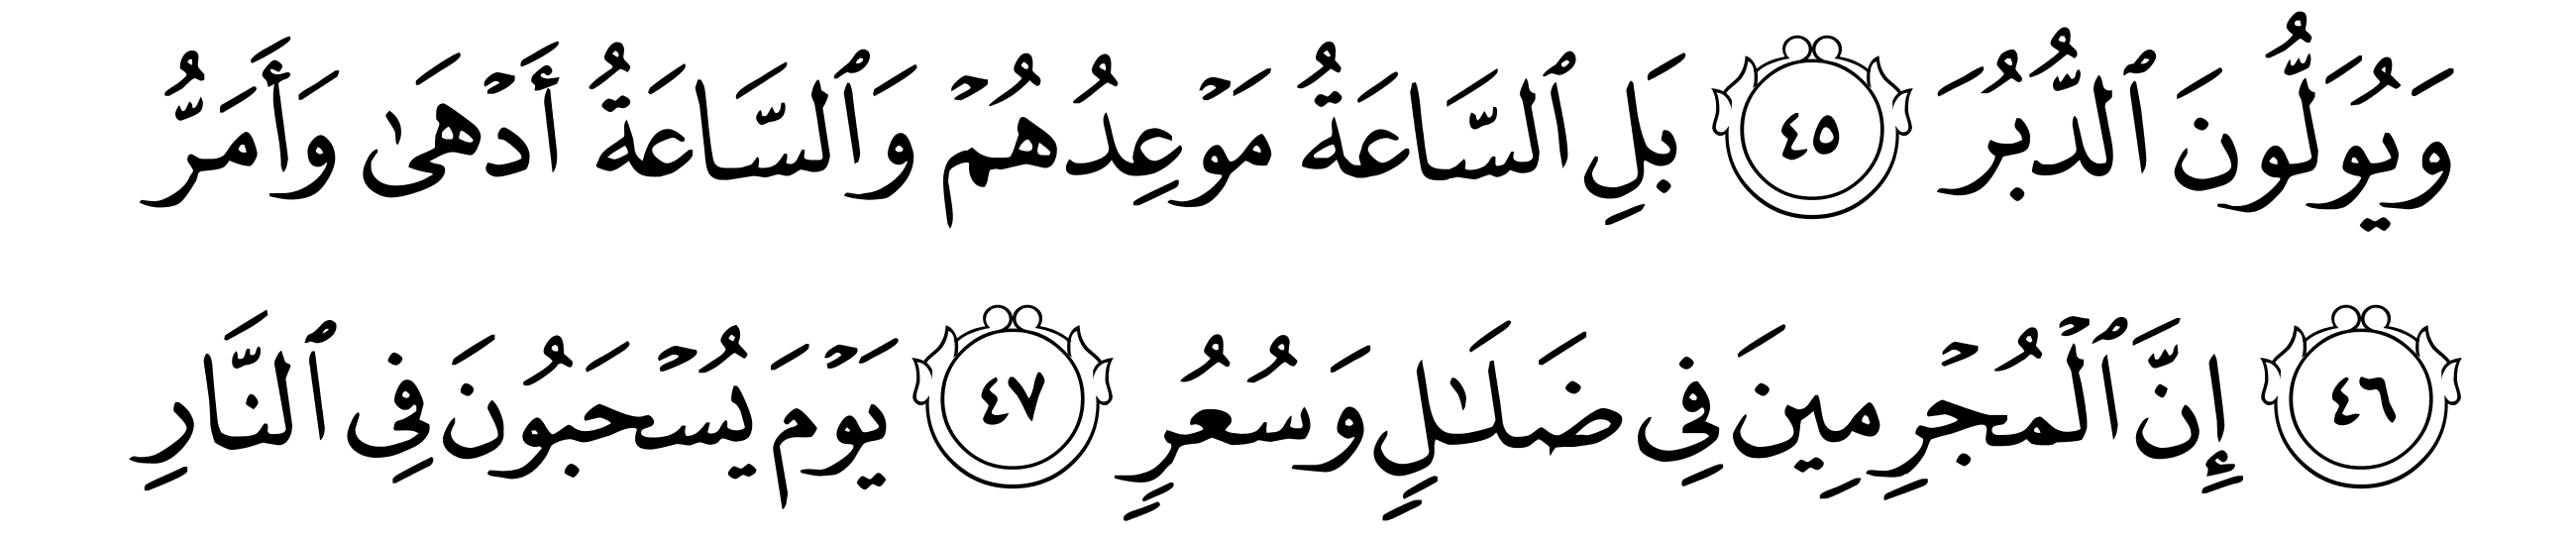 وَيُوَلُّونَ ٱلدُّبُرَ ٤٥ بَلِ ٱلسَّاعَةُ مَوۡعِدُهُمۡ وَٱلسَّاعَةُ أَدۡهَىٰ وَأَمَرُّ
٤٦ إِنَّ ٱلۡمُجۡرِمِينَ فِي ضَلَٰلٖ وَسُعُرٖ ٤٧ يَوۡمَ يُسۡحَبُونَ فِي ٱلنَّارِ